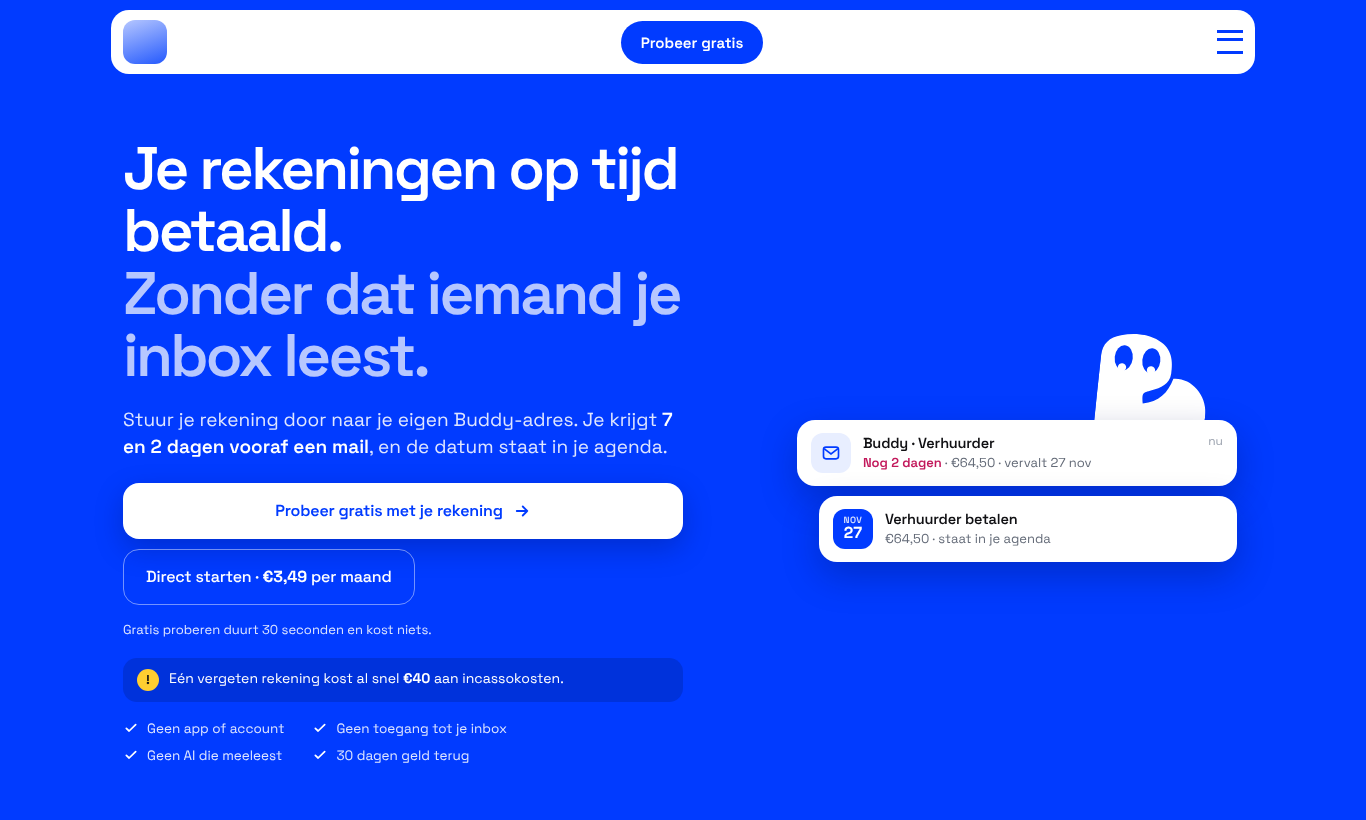 Probeer gratis
Je rekeningen op tijd
betaald.
Zonder dat iemand je
inbox leest.
Stuur je rekening door naar je eigen Buddy-adres. Je krijgt 7
en 2 dagen vooraf een mail, en de datum staat in je agenda.
Probeer gratis met je rekening →
Direct starten · €3,49 per maand
Gratis proberen duurt 30 seconden en kost niets.
! Eén vergeten rekening kost al snel €40 aan incassokosten.
Geen app of account
Geen toegang tot je inbox
Geen AI die meeleest
30 dagen geld terug
Buddy · Verhuurder
nu
Nog 2 dagen · €64,50 · vervalt 27 nov
NOV
27
Verhuurder betalen
€64,50 · staat in je agenda